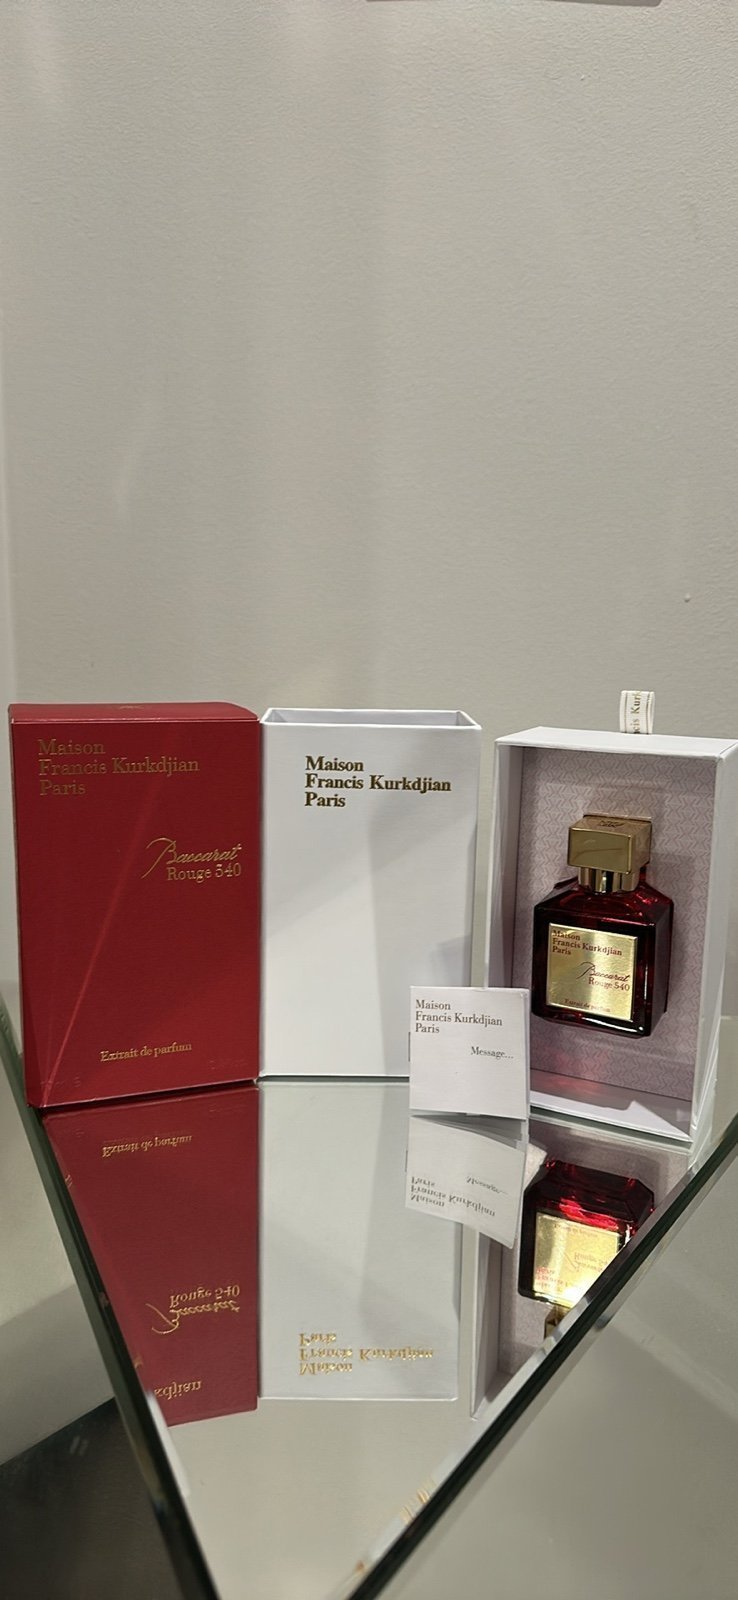 Maison
Francis Kurkdjian
Paris
Baccarat
Rouge 540
Extrait de parfum
Maison
Francis Kurkdjian
Paris
Maison
Francis Kurkdjian
Paris
Message...
Maison
Francis Kurkdjian
Paris
Baccarat
Rouge 540
Extrait de parfum